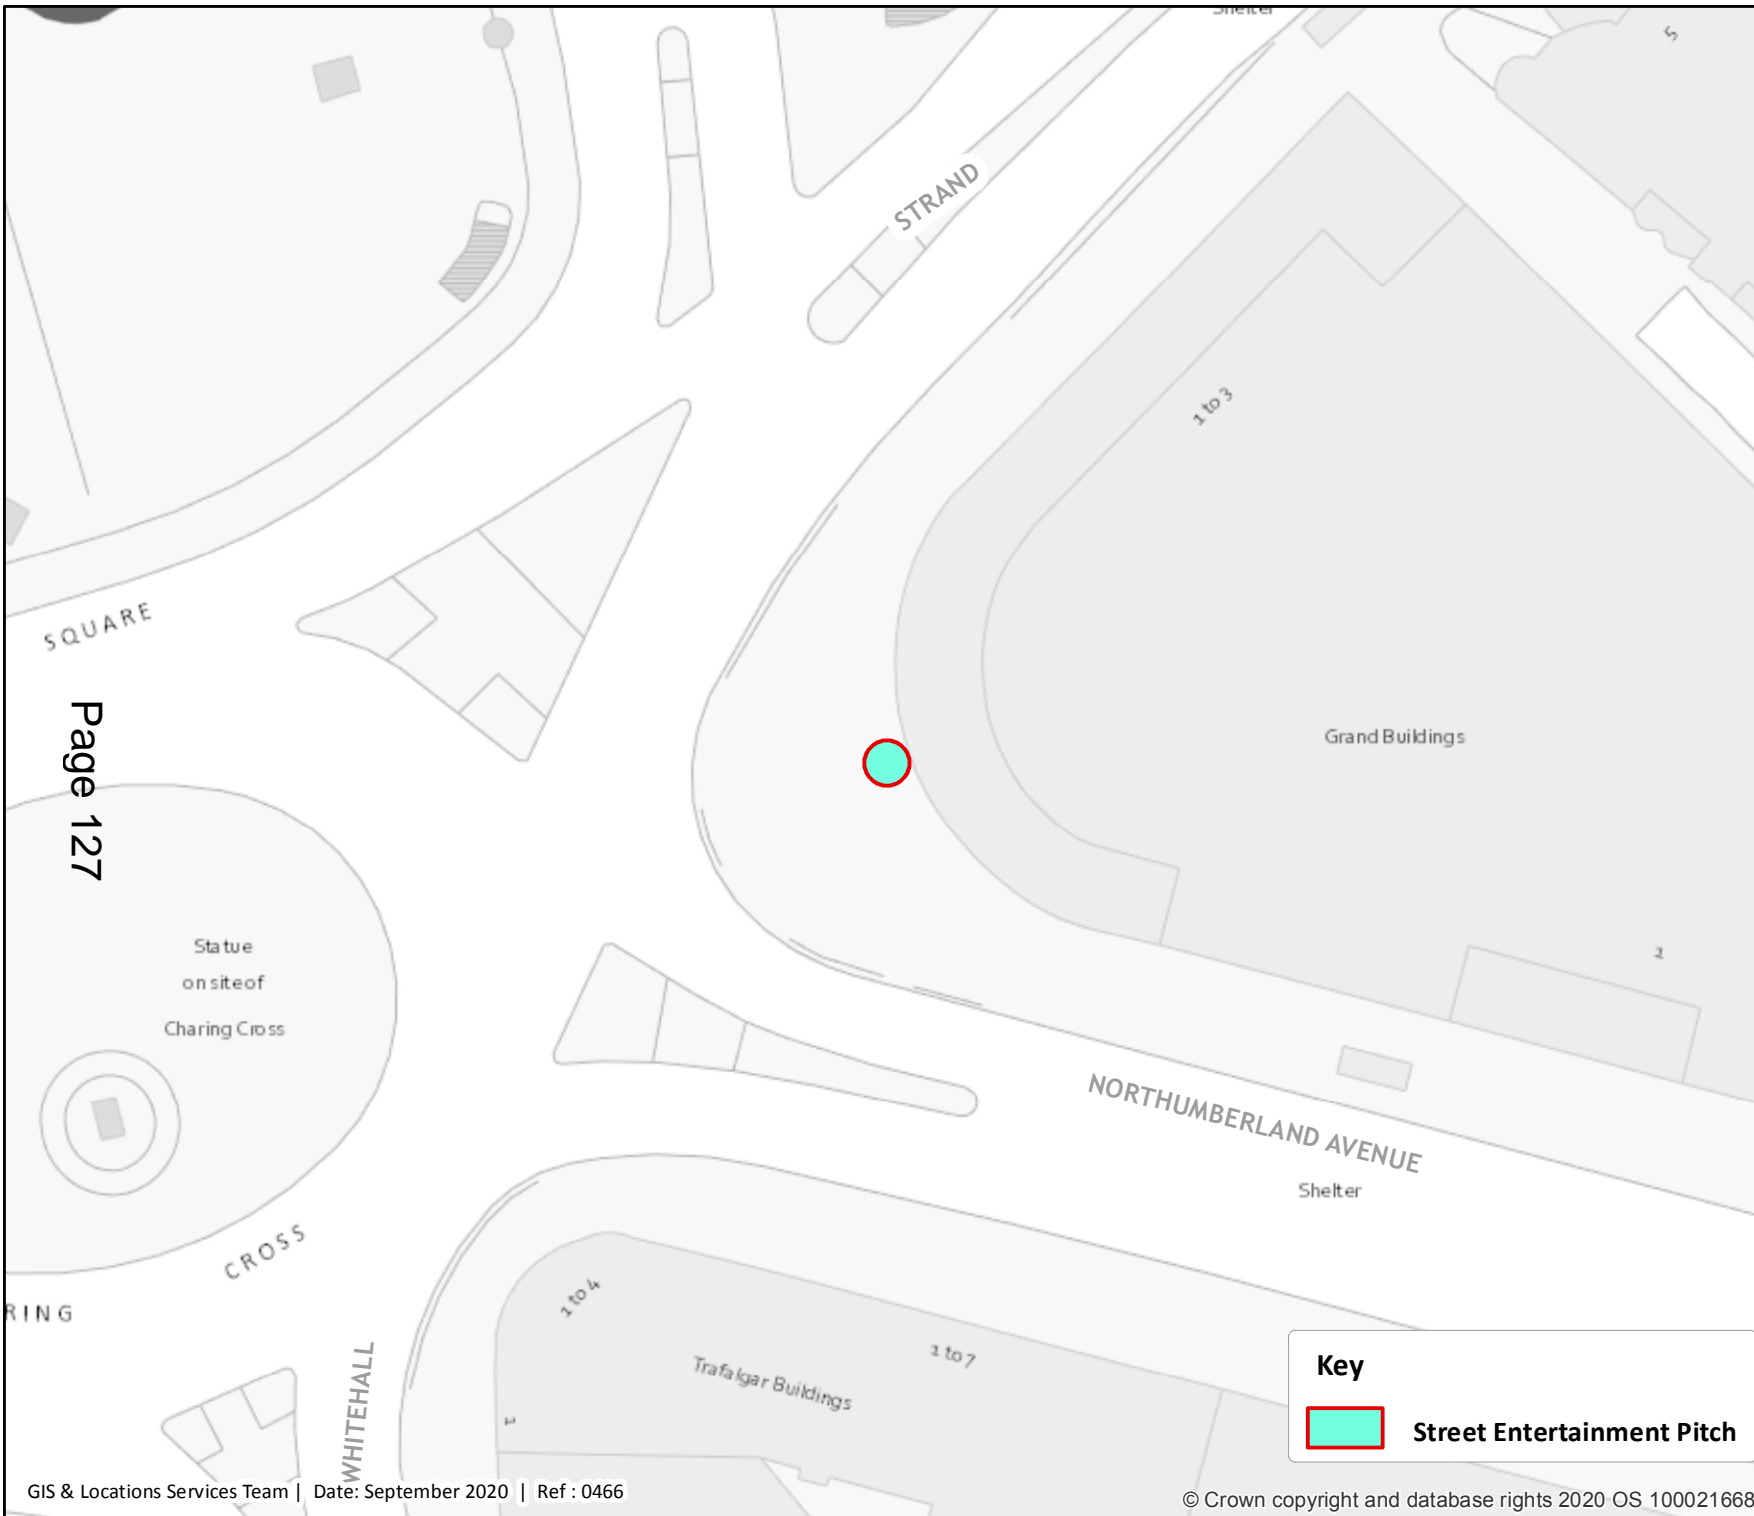 Shelter
5
STRAND
1 to 3
SQUARE
Page 127
Grand Buildings
Statue
on site of
Charing Cross
1
NORTHUMBERLAND AVENUE
Shelter
CROSS
RING
1 to 4
1 to 7
Trafalgar Buildings
1
WHITEHALL
Key
Street Entertainment Pitch
GIS & Locations Services Team | Date: September 2020 | Ref : 0466
© Crown copyright and database rights 2020 OS 100021668